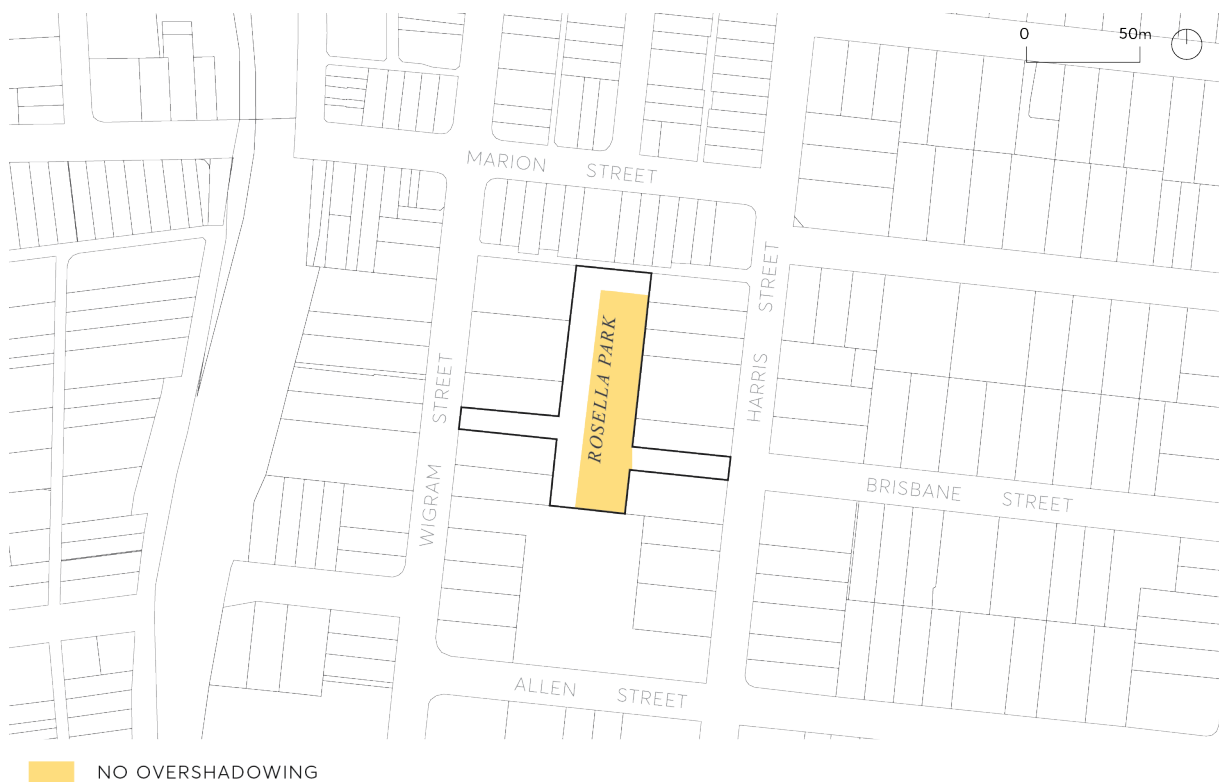 0 50m
MARION STREET
HARRIS STREET
ROSELLA PARK
WIGRAM STREET
BRISBANE STREET
ALLEN STREET
NO OVERSHADOWING